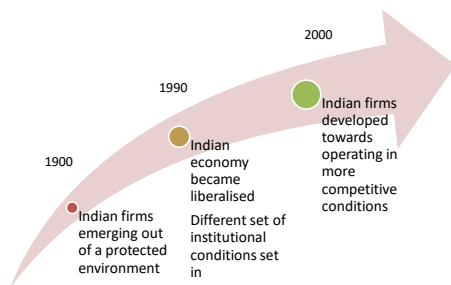 1900
Indian firms
emerging out
of a protected
environment
1990
Indian
economy
became
liberalised
Different set of
institutional
conditions set
in
2000
Indian firms
developed
towards
operating in
more
competitive
conditions